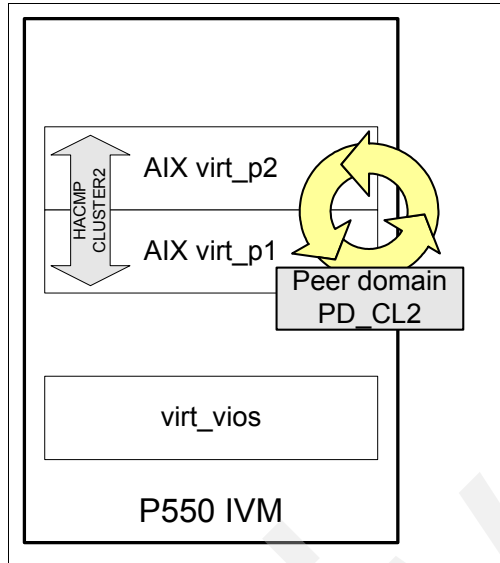 AIX virt_p2
HACMP
CLUSTER2
AIX virt_p1
Peer domain
PD_CL2
virt_vios
P550 IVM